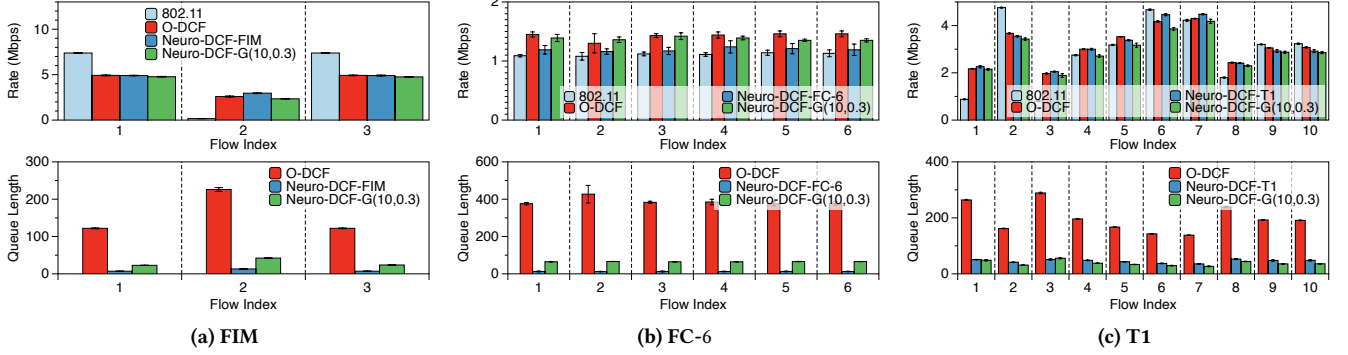 Rate (Mbps)
10
5
0
802.11
O-DCF
Neuro-DCF-FIM
Neuro-DCF-G(10,0.3)
1 2 3
Flow Index
Queue Length
300
200
100
0
O-DCF
Neuro-DCF-FIM
Neuro-DCF-G(10,0.3)
1 2 3
Flow Index
(a) FIM
Rate (Mbps)
2
1
0
802.11 Neuro-DCF-FC-6
O-DCF Neuro-DCF-G(10,0.3)
1 2 3 4 5 6
Flow Index
Queue Length
600
400
200
0
O-DCF
Neuro-DCF-FC-6
Neuro-DCF-G(10,0.3)
1 2 3 4 5 6
Flow Index
(b) FC-6
Rate (Mbps)
4
2
0
802.11 Neuro-DCF-T1
O-DCF Neuro-DCF-G(10,0.3)
1 2 3 4 5 6 7 8 9 10
Flow Index
Queue Length
400
200
0
O-DCF
Neuro-DCF-T1
Neuro-DCF-G(10,0.3)
1 2 3 4 5 6 7 8 9 10
Flow Index
(c) T1